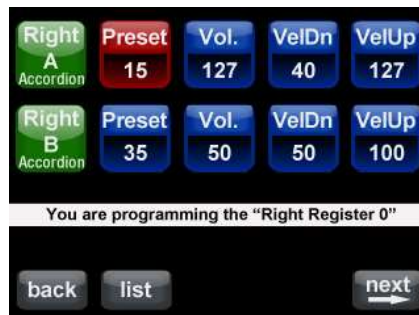 Right Preset Vol. VelDn VelUp
A 15 127 40 127
Accordion
Right Preset Vol. VelDn VelUp
B 35 50 50 100
Accordion
You are programming the “Right Register 0”
back list next